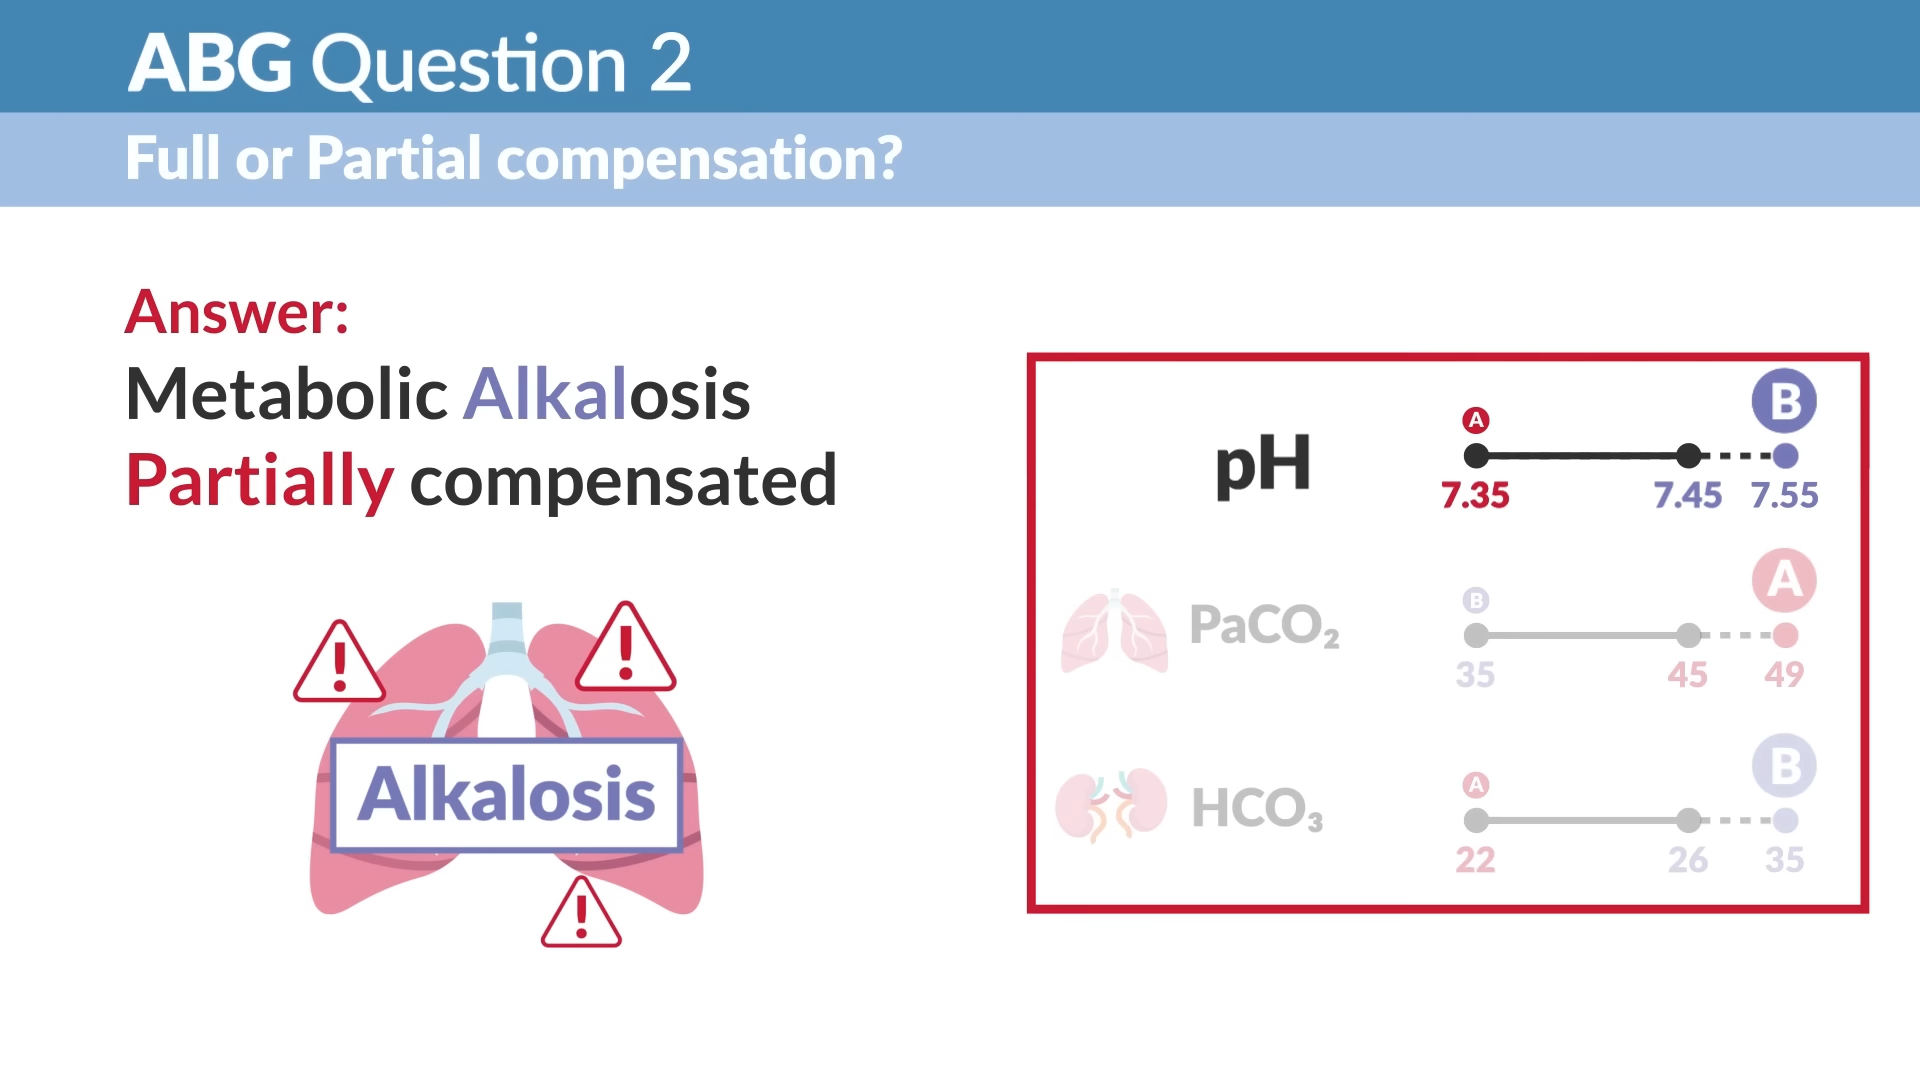 ABG Question 2
Full or Partial compensation?
Answer:
Metabolic Alkalosis
Partially compensated
Alkalosis
pH
A
B
7.35 7.45 7.55
PaCO₂
B
A
35 45 49
HCO₃
A
B
22 26 35